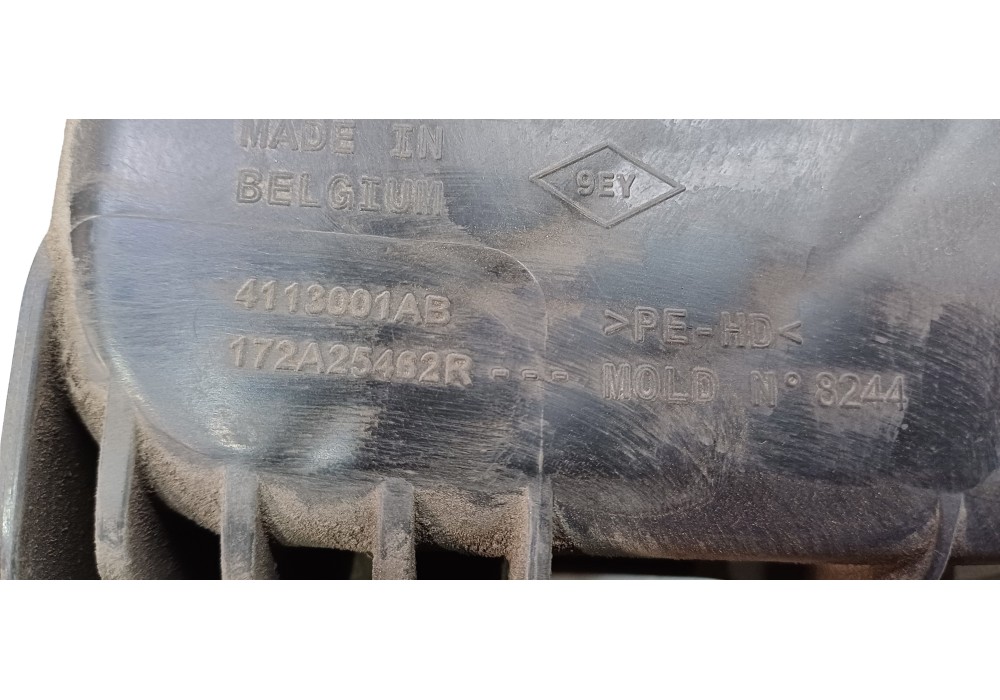 MADE IN
BELGIUM
9EY
4113001AB
>PE-HD<
172A25462R - - - MOLD N° 8244